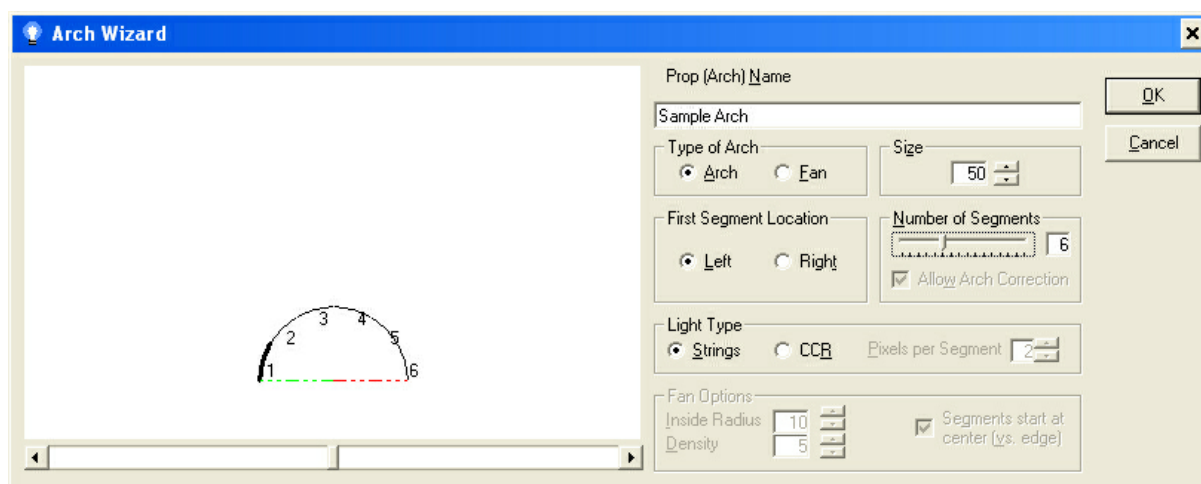 Arch Wizard
Prop (Arch) Name
OK
Sample Arch
Cancel
Type of Arch
Arch Fan
Size
50
First Segment Location
Left Right
Number of Segments
6
Allow Arch Correction
1 2 3 4 5 6
Light Type
Strings CCR Pixels per Segment 2
Fan Options
Inside Radius 10
Density 5
Segments start at
center (vs. edge)